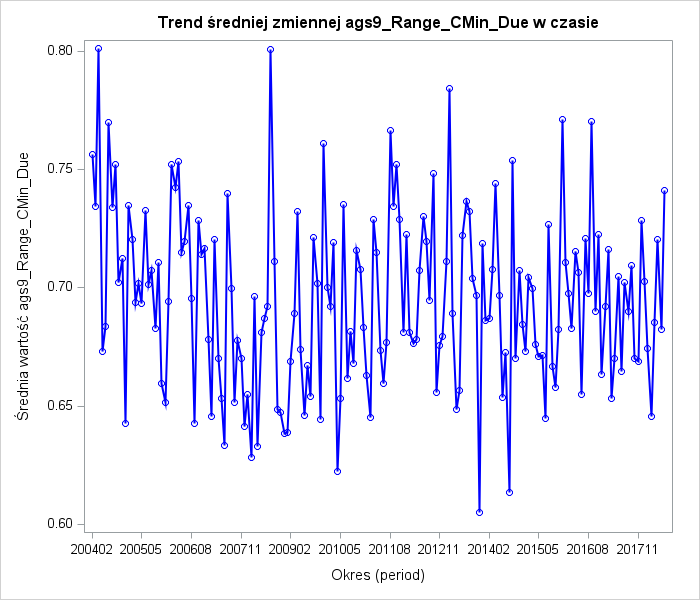 Trend średniej zmiennej ags9_Range_CMin_Due w czasie
Średnia wartość ags9_Range_CMin_Due
0.80
0.75
0.70
0.65
0.60
200402 200505 200608 200711 200902 201005 201108 201211 201402 201505 201608 201711
Okres (period)